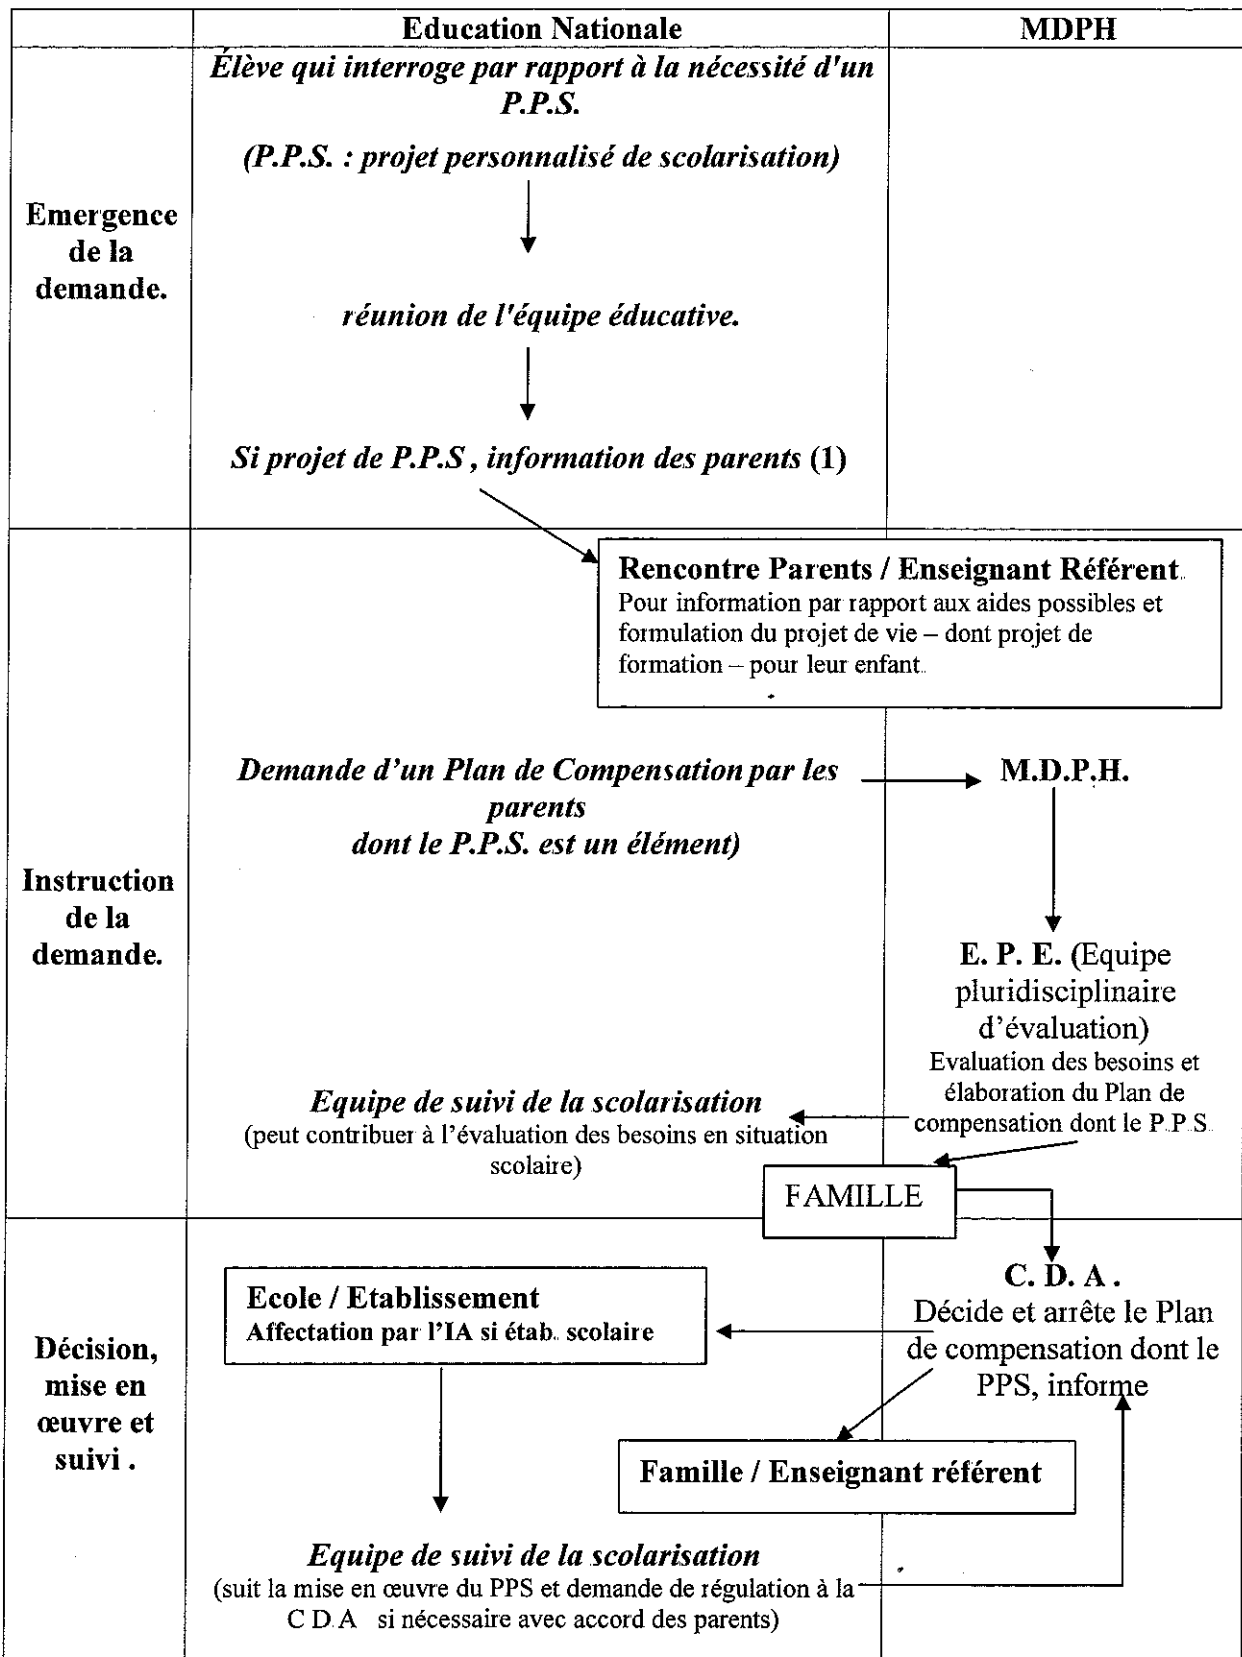 Education Nationale
MDPH
Emergence
de la
demande.
Élève qui interroge par rapport à la nécessité d'un
P.P.S.
(P.P.S. : projet personnalisé de scolarisation)
réunion de l'équipe éducative.
Si projet de P.P.S , information des parents (1)
Instruction
de la
demande.
Rencontre Parents / Enseignant Référent
Pour information par rapport aux aides possibles et
formulation du projet de vie – dont projet de
formation – pour leur enfant
Demande d'un Plan de Compensation par les
parents
dont le P.P.S. est un élément)
M.D.P.H.
E. P. E. (Equipe
pluridisciplinaire
d'évaluation)
Evaluation des besoins et
élaboration du Plan de
compensation dont le P.P.S
Equipe de suivi de la scolarisation
(peut contribuer à l'évaluation des besoins en situation
scolaire)
FAMILLE
Décision,
mise en
œuvre et
suivi .
Ecole / Etablissement
Affectation par l'IA si étab. scolaire
C. D. A .
Décide et arrête le Plan
de compensation dont le
PPS, informe
Famille / Enseignant référent
Equipe de suivi de la scolarisation
(suit la mise en œuvre du PPS et demande de régulation à la
C D A si nécessaire avec accord des parents)